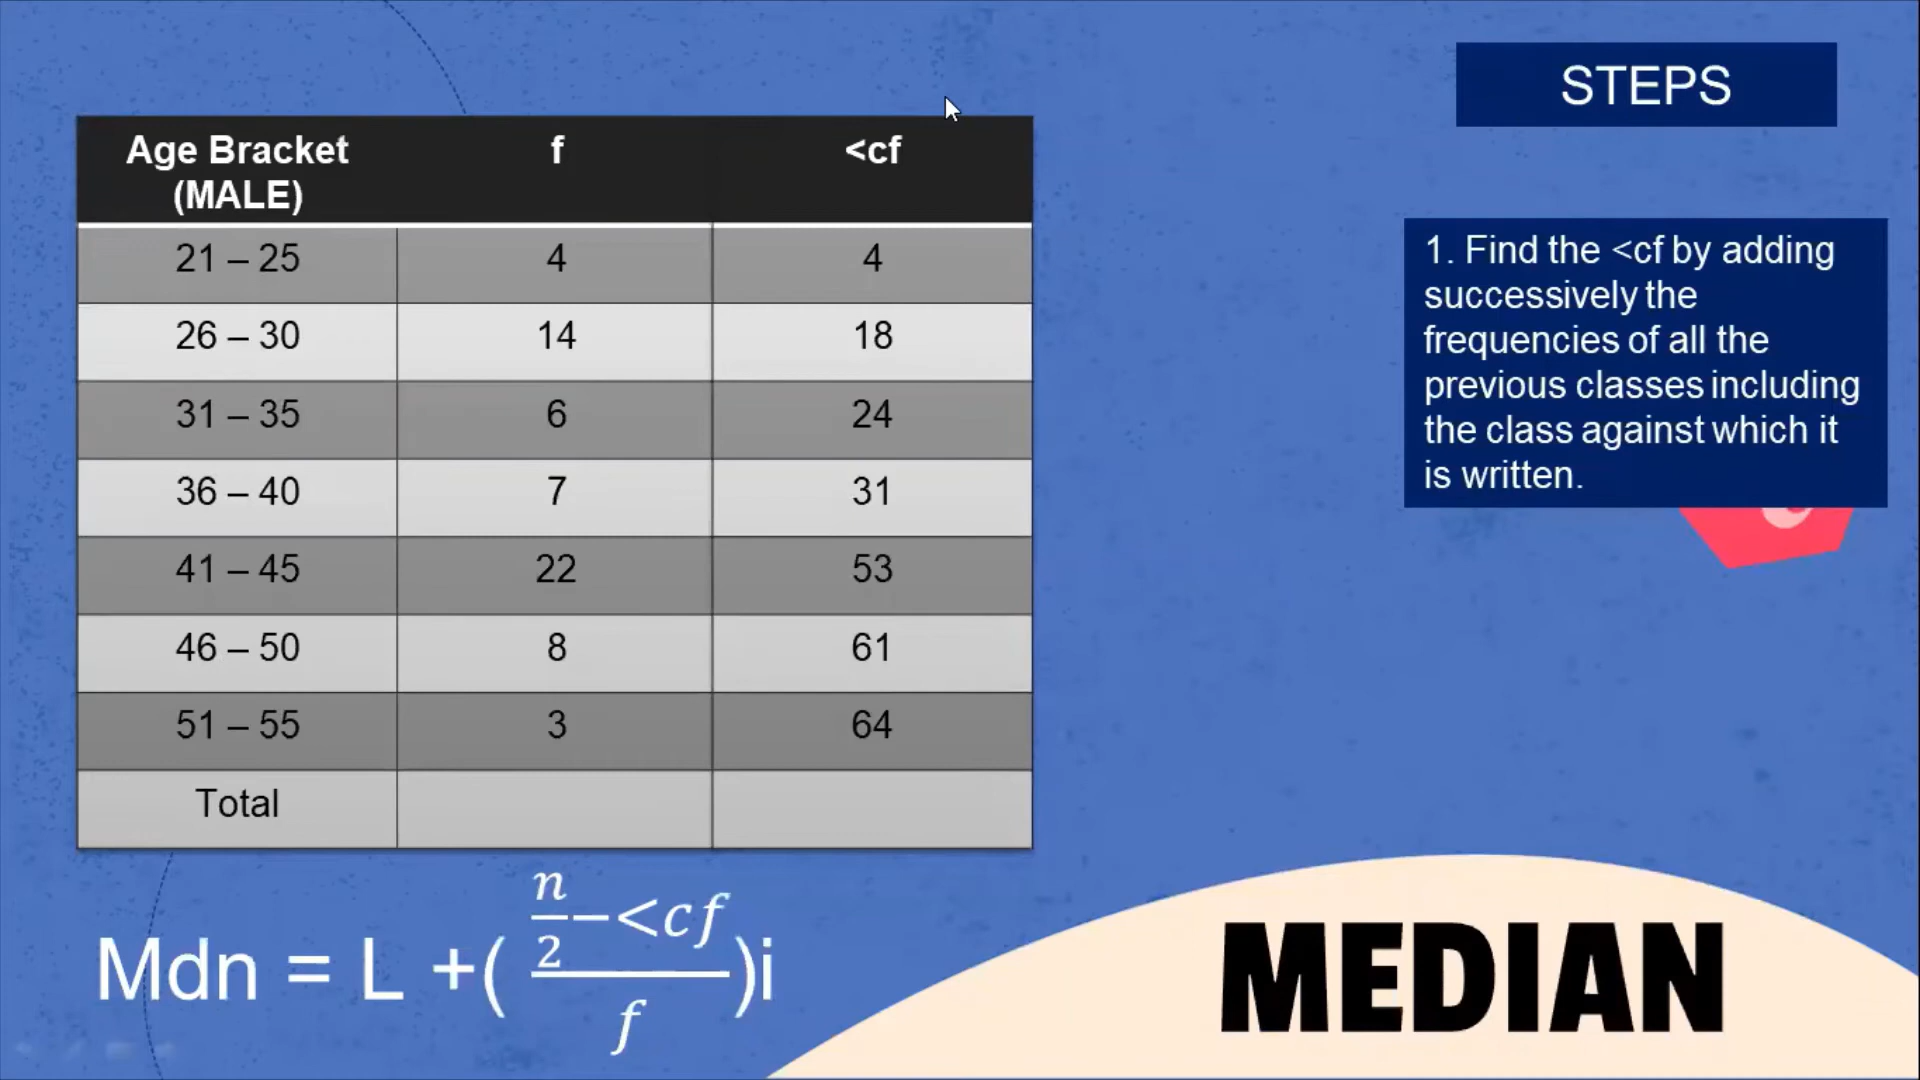 STEPS
Age Bracket f <cf
(MALE)
21 – 25 4 4
26 – 30 14 18
31 – 35 6 24
36 – 40 7 31
41 – 45 22 53
46 – 50 8 61
51 – 55 3 64
Total
1. Find the <cf by adding
successively the
frequencies of all the
previous classes including
the class against which it
is written.
Mdn = L +( \frac{\frac{n}{2}-<cf}{f} )i
MEDIAN